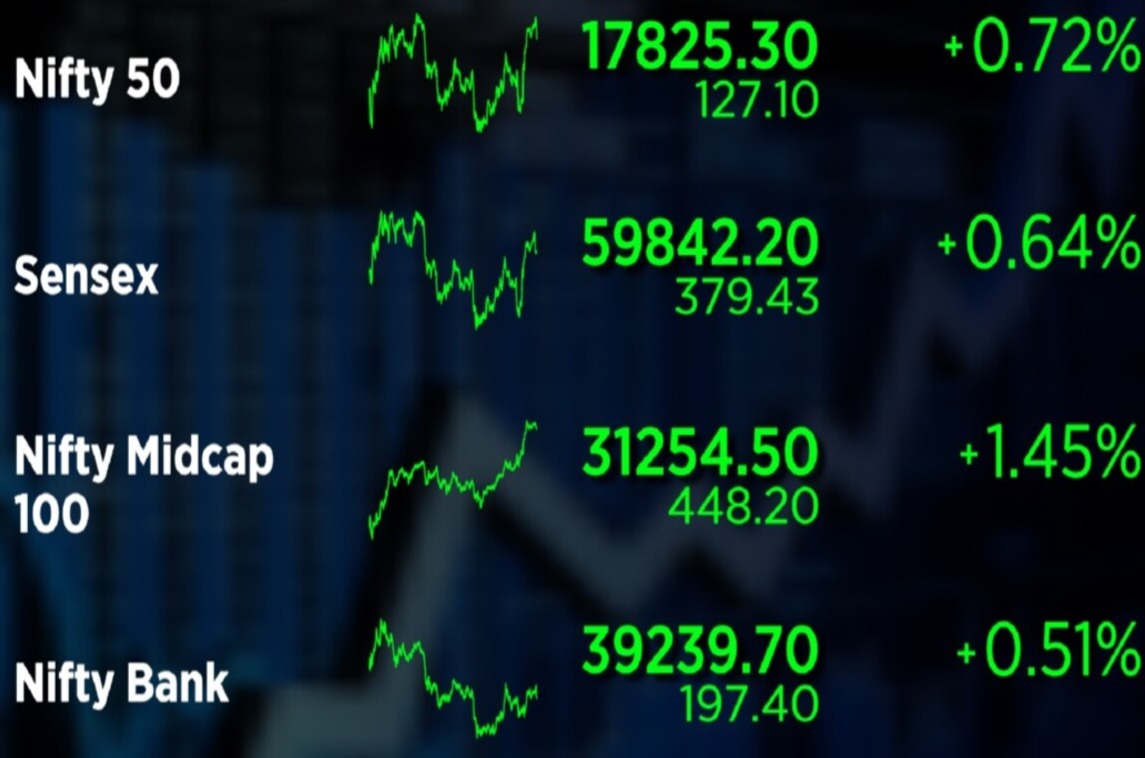 Nifty 50 17825.30 +0.72%
127.10
Sensex 59842.20 +0.64%
379.43
Nifty Midcap 31254.50 +1.45%
100 448.20
Nifty Bank 39239.70 +0.51%
197.40